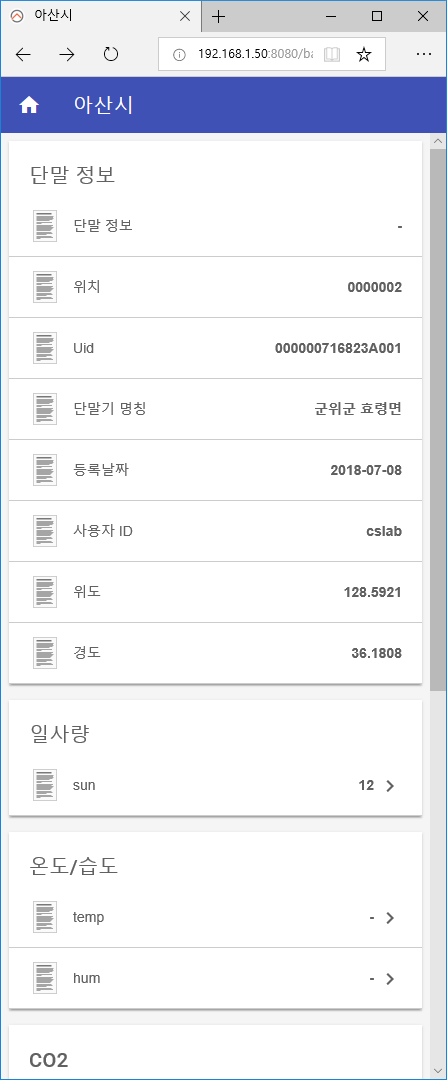 아산시
192.168.1.50:8080/ba
아산시
단말 정보
단말 정보 -
위치 0000002
Uid 000000716823A001
단말기 명칭 군위군 효령면
등록날짜 2018-07-08
사용자 ID cslab
위도 128.5921
경도 36.1808
일사량
sun 12
온도/습도
temp -
hum -
CO2